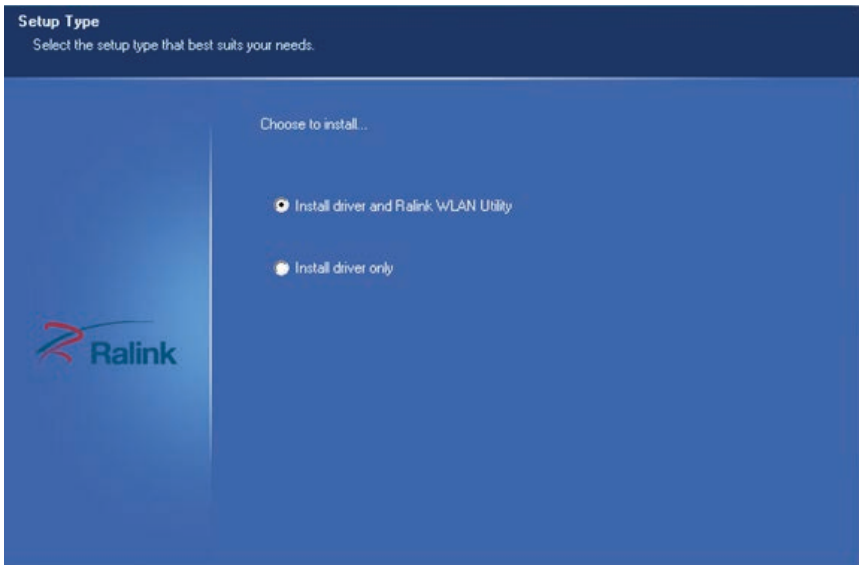 Setup Type
Select the setup type that best suits your needs.
Choose to install...
Install driver and Ralink WLAN Utility
Install driver only
Ralink